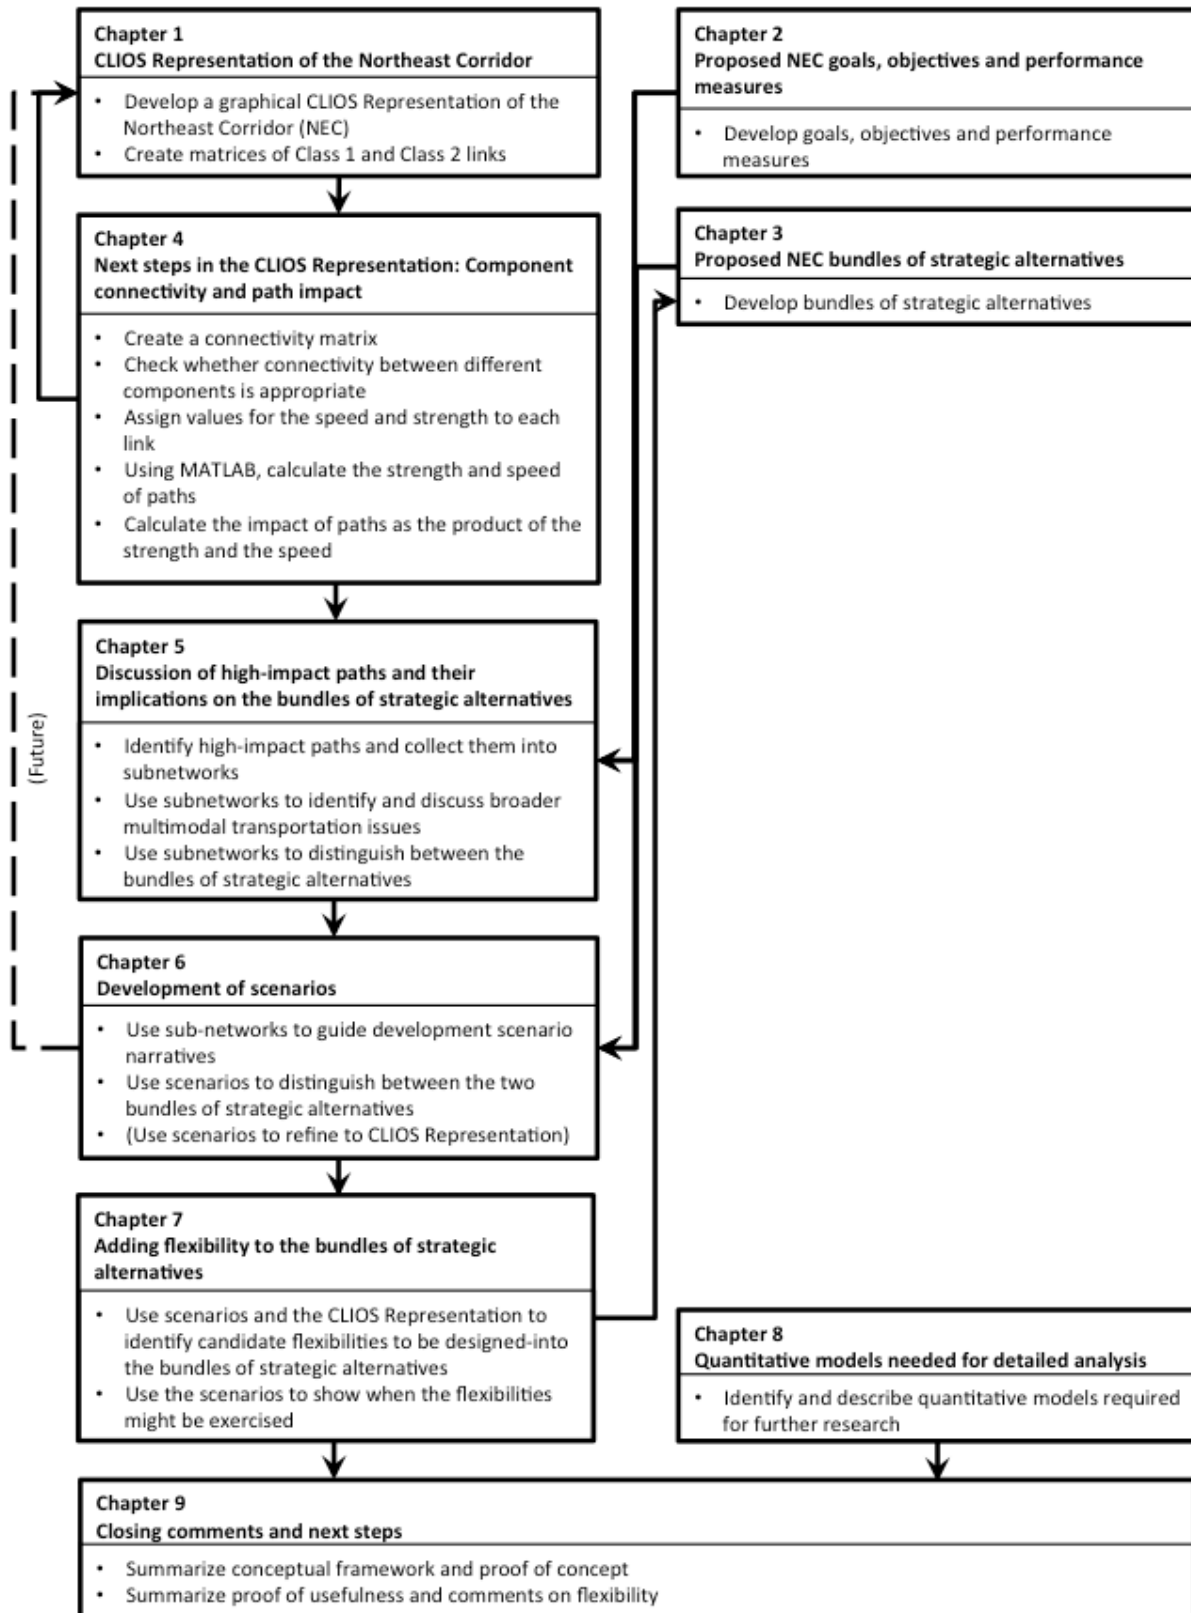 Chapter 1
CLIOS Representation of the Northeast Corridor
• Develop a graphical CLIOS Representation of the
Northeast Corridor (NEC)
• Create matrices of Class 1 and Class 2 links
Chapter 2
Proposed NEC goals, objectives and performance
measures
• Develop goals, objectives and performance
measures
Chapter 3
Proposed NEC bundles of strategic alternatives
• Develop bundles of strategic alternatives
Chapter 4
Next steps in the CLIOS Representation: Component
connectivity and path impact
• Create a connectivity matrix
• Check whether connectivity between different
components is appropriate
• Assign values for the speed and strength to each
link
• Using MATLAB, calculate the strength and speed
of paths
• Calculate the impact of paths as the product of the
strength and the speed
Chapter 5
Discussion of high-impact paths and their
implications on the bundles of strategic alternatives
• Identify high-impact paths and collect them into
subnetworks
• Use subnetworks to identify and discuss broader
multimodal transportation issues
• Use subnetworks to distinguish between the
bundles of strategic alternatives
(Future)
Chapter 6
Development of scenarios
• Use sub-networks to guide development scenario
narratives
• Use scenarios to distinguish between the two
bundles of strategic alternatives
• (Use scenarios to refine to CLIOS Representation)
Chapter 7
Adding flexibility to the bundles of strategic
alternatives
• Use scenarios and the CLIOS Representation to
identify candidate flexibilities to be designed-into
the bundles of strategic alternatives
• Use the scenarios to show when the flexibilities
might be exercised
Chapter 8
Quantitative models needed for detailed analysis
• Identify and describe quantitative models required
for further research
Chapter 9
Closing comments and next steps
• Summarize conceptual framework and proof of concept
• Summarize proof of usefulness and comments on flexibility